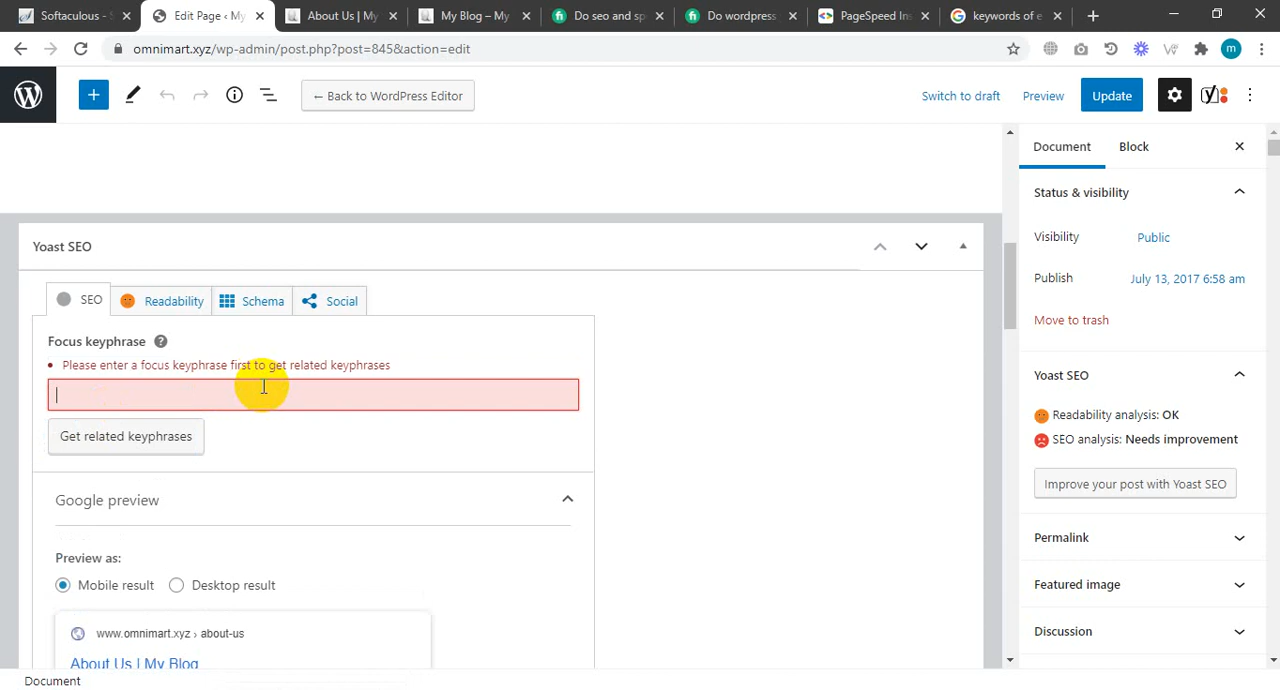 Softaculous - S
Edit Page ‹ My
About Us | My
My Blog – My
Do seo and sp
Do wordpress
PageSpeed Ins
keywords of e
omnimart.xyz/wp-admin/post.php?post=845&action=edit
m
← Back to WordPress Editor
Switch to draft
Preview
Update
Document
Block
Status & visibility
Visibility
Public
Publish
July 13, 2017 6:58 am
Move to trash
Yoast SEO
Readability analysis: OK
SEO analysis: Needs improvement
Improve your post with Yoast SEO
Permalink
Featured image
Discussion
Yoast SEO
SEO
Readability
Schema
Social
Focus keyphrase
Please enter a focus keyphrase first to get related keyphrases
Get related keyphrases
Google preview
Preview as:
Mobile result
Desktop result
www.omnimart.xyz › about-us
About Us | My Blog
Document